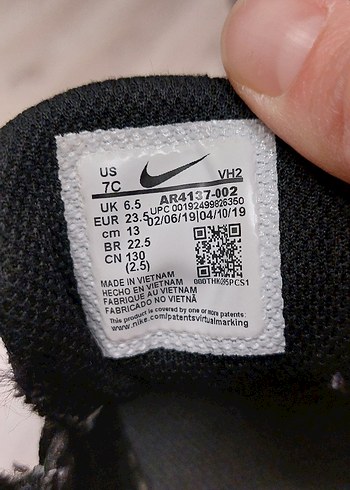 US
7C
VH2
AR4137-002
UK 6.5
UPC 00192499826350
EUR 23.5
02/06/19 04/10/19
cm 13
BR 22.5
CN 130
(2.5)
000THK05PCS1
MADE IN VIETNAM
HECHO EN VIETNAM
FABRIQUE AU VIETNAM
FABRICADO NO VIETNÃ
This product is covered by one or more patents:
www.nike.com/patentsvirtualmarking